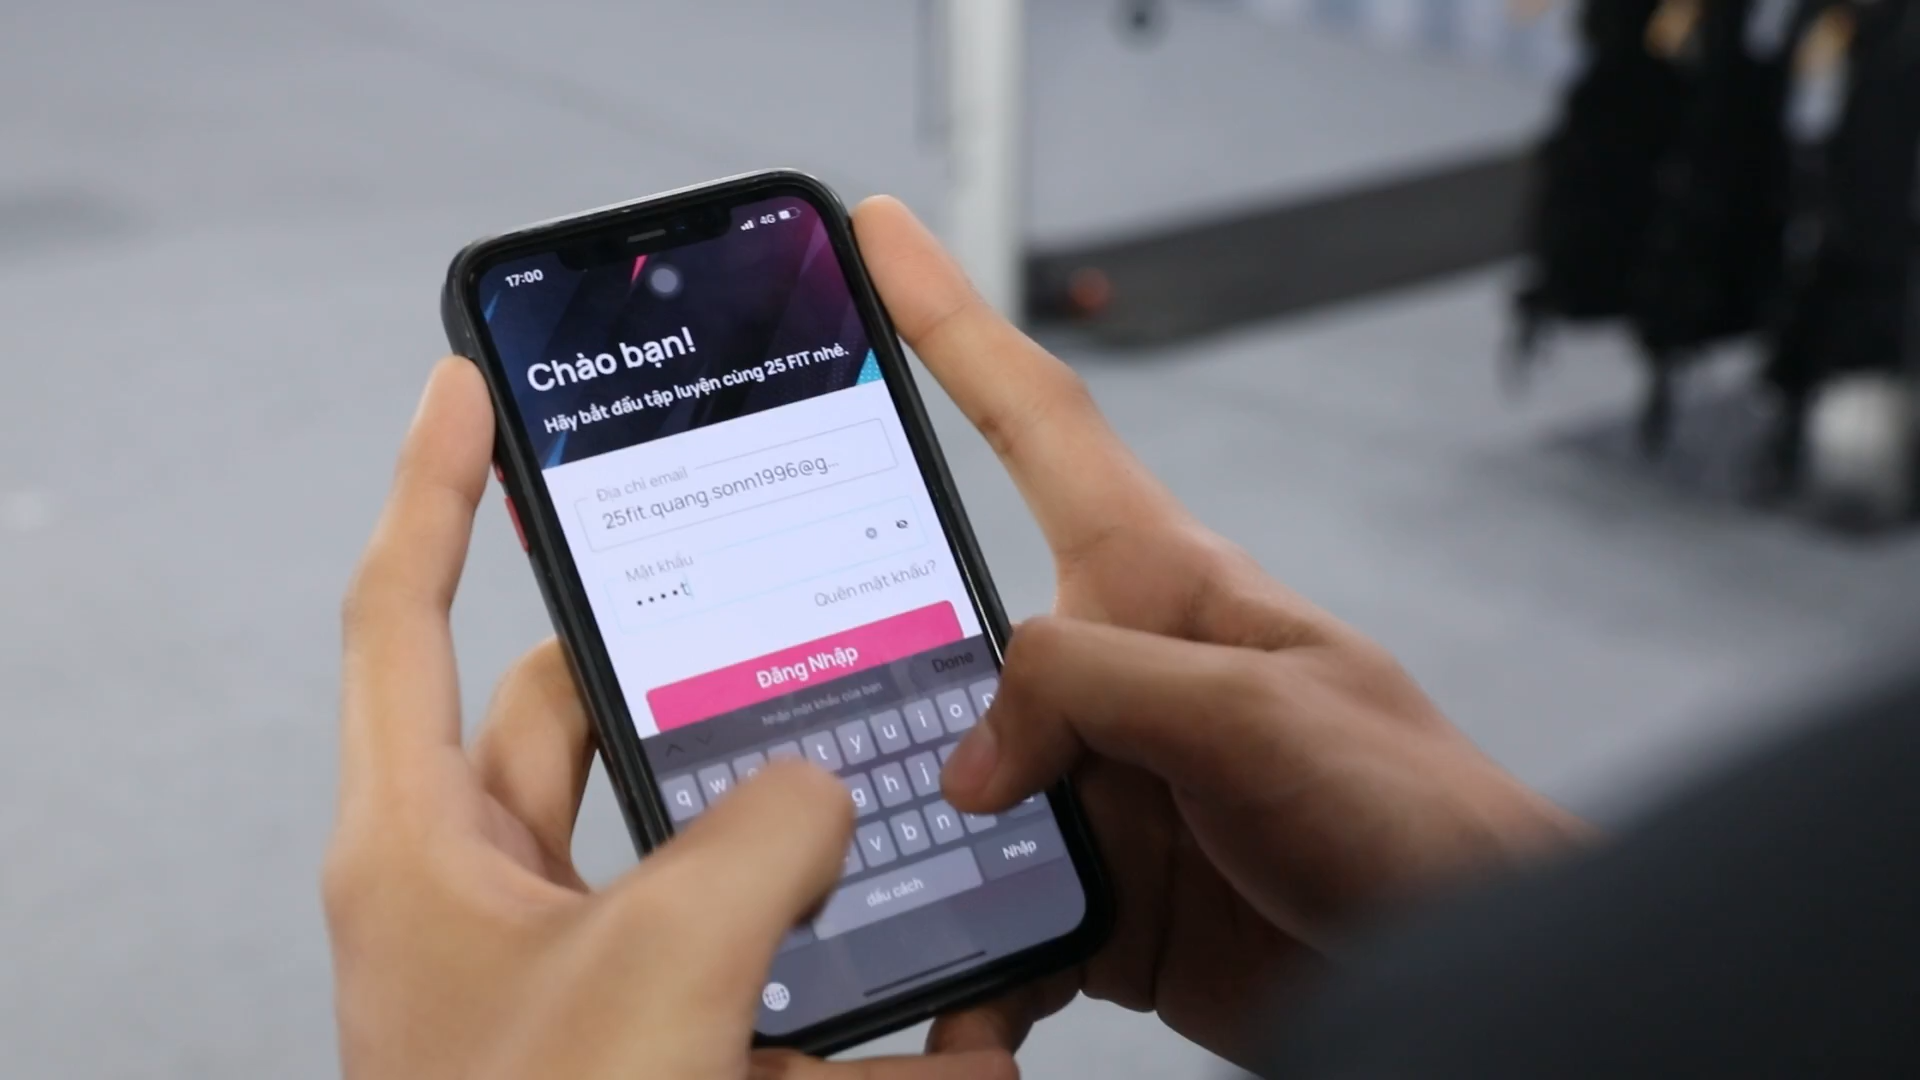 17:00
4G
Chào bạn!
Hãy bắt đầu tập luyện cùng 25 FIT nhé.
Địa chỉ email
25fit.quang.sonn1996@g...
Mật khẩu
••••t
Quên mật khẩu?
Đăng Nhập
Nhập mật khẩu của bạn
Done
q w t y u i o
g h j
v b n
dấu cách
Nhập